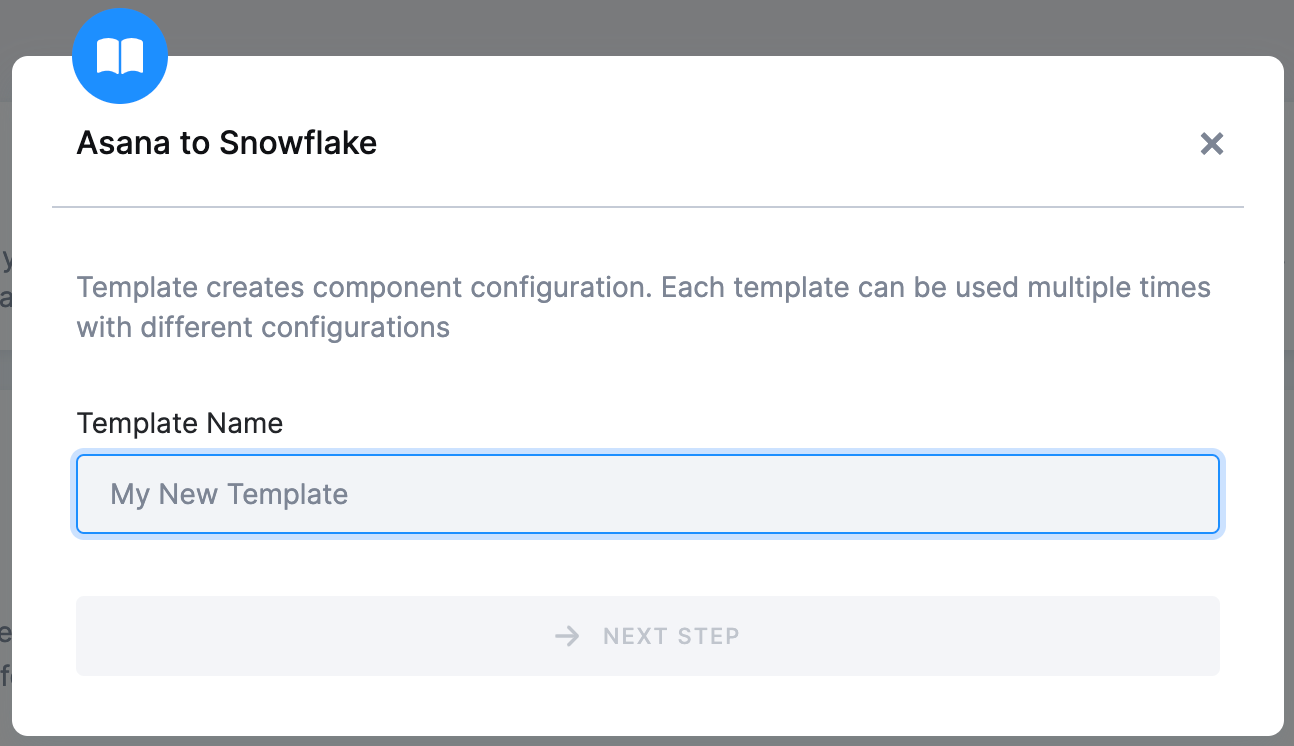 Asana to Snowflake
Template creates component configuration. Each template can be used multiple times
with different configurations
Template Name
My New Template
NEXT STEP